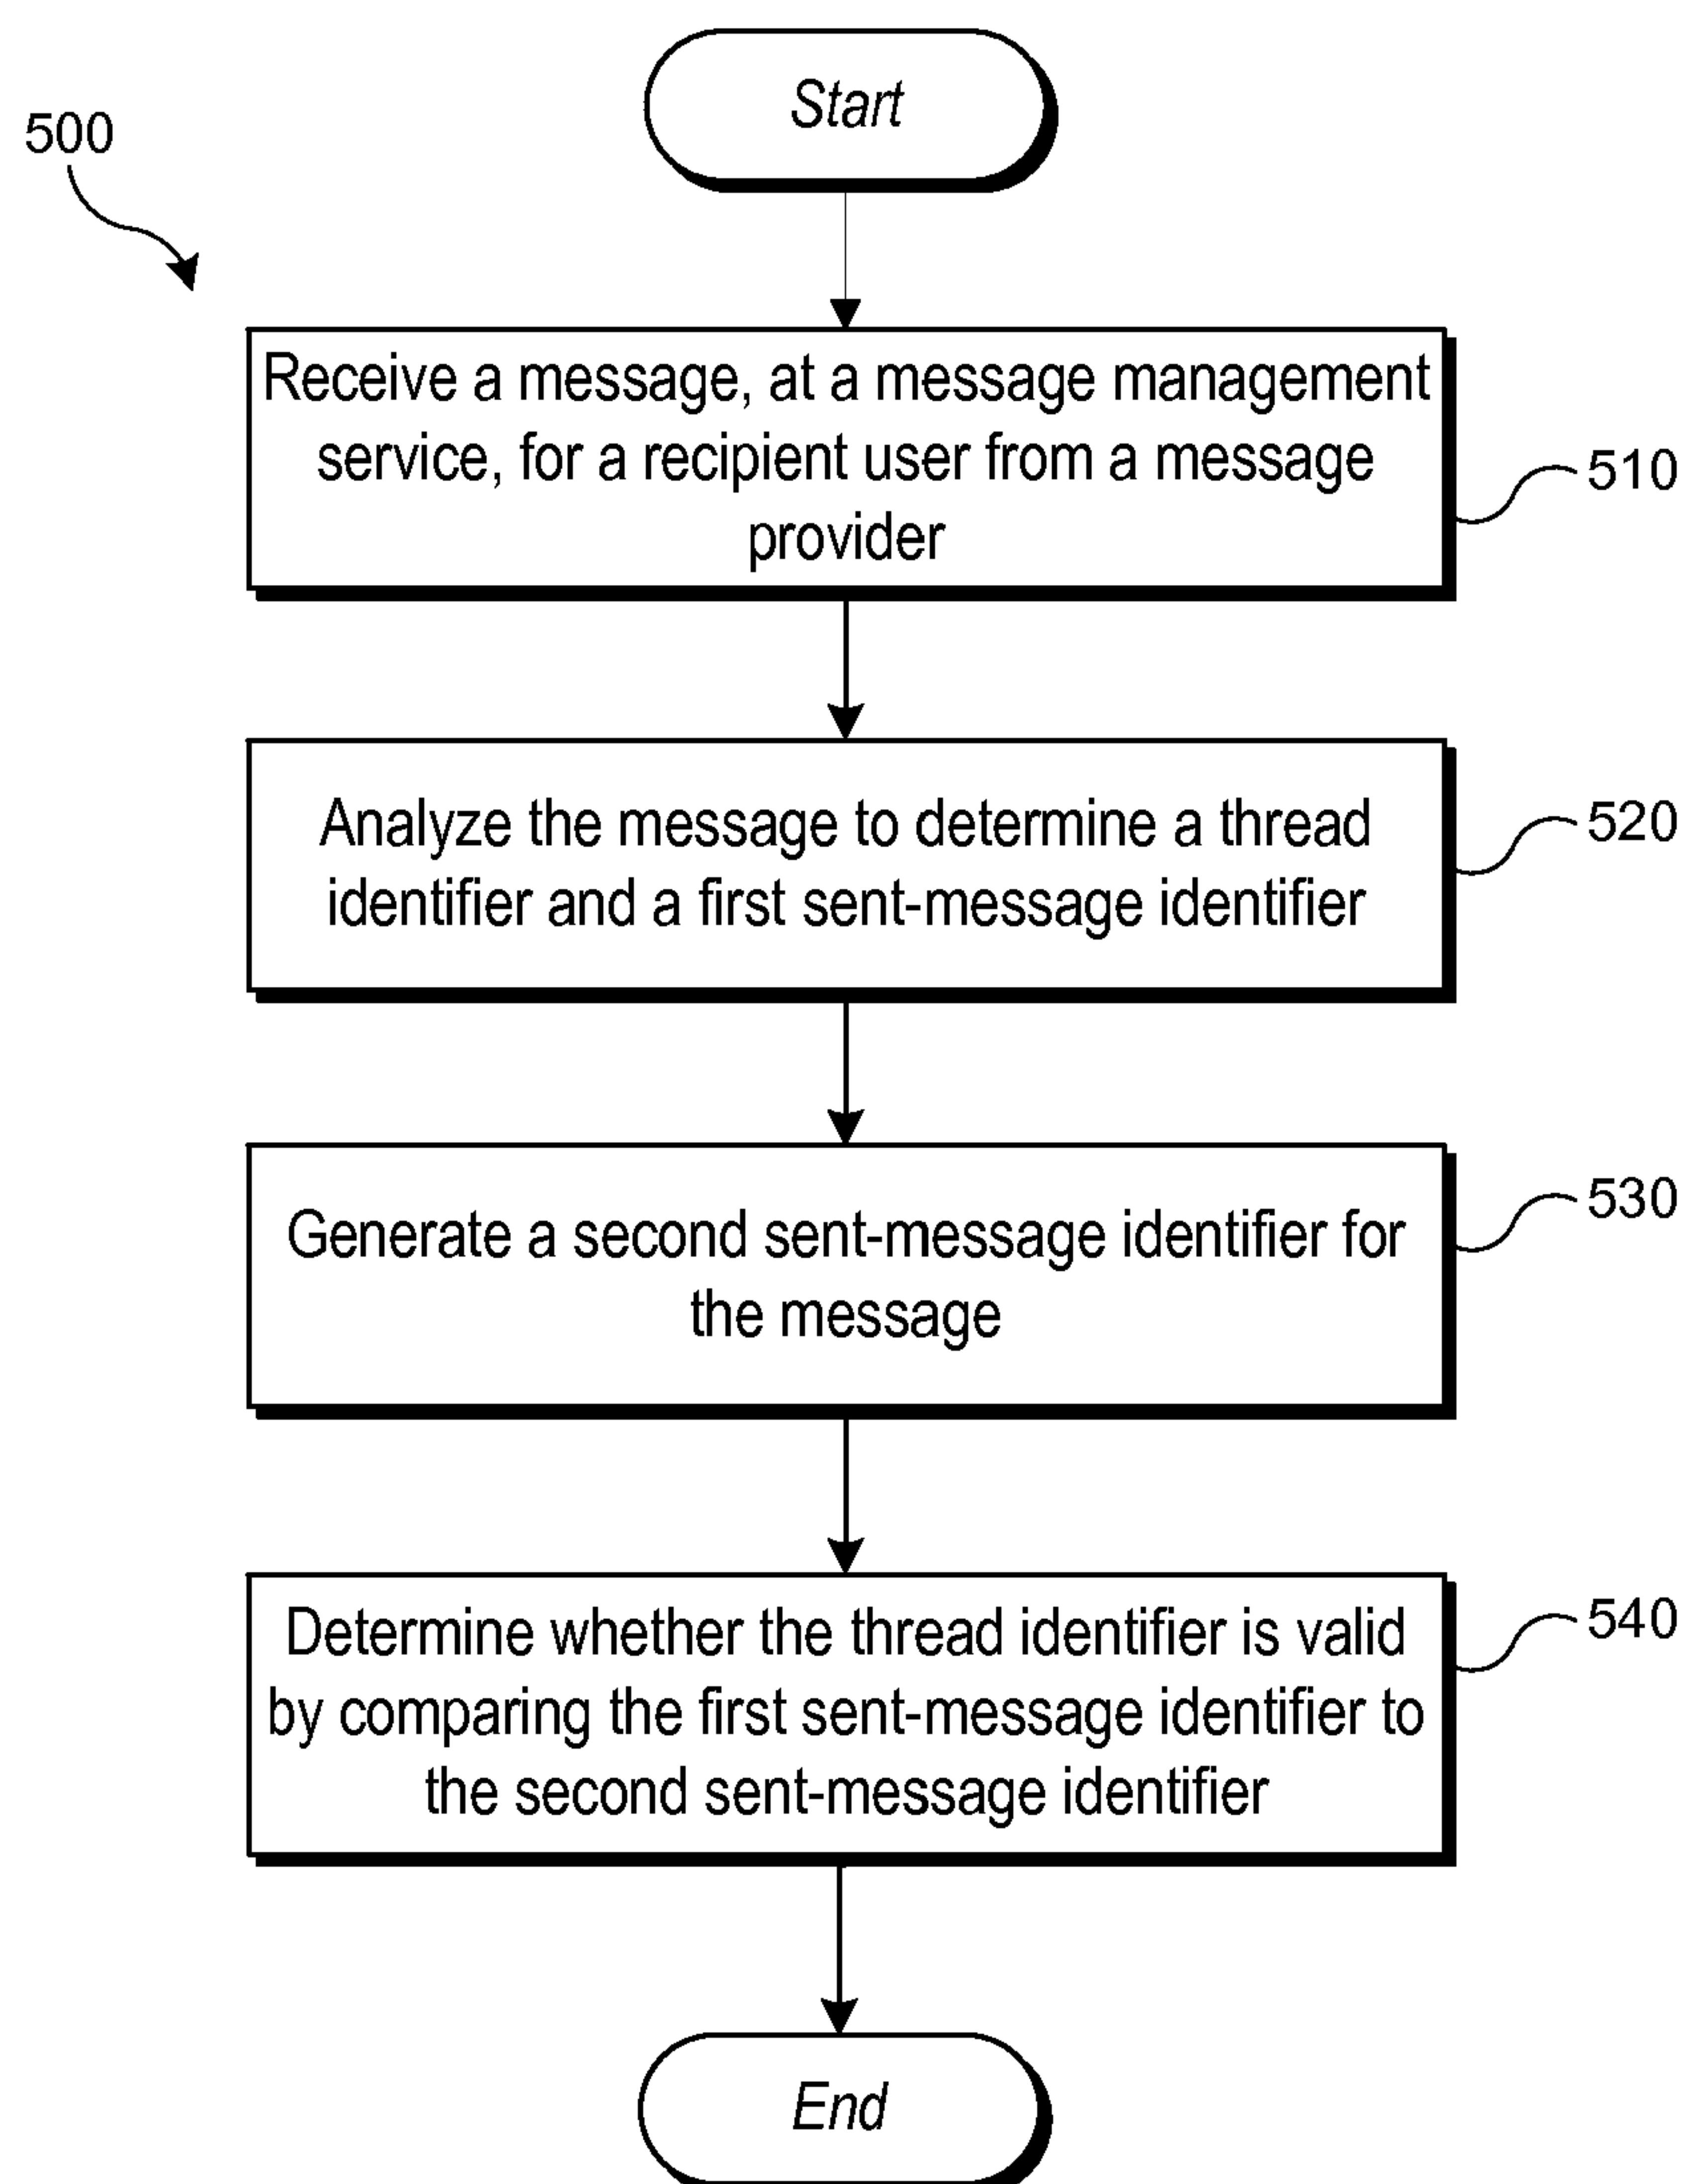 Start
500
Receive a message, at a message management
service, for a recipient user from a message
provider
510
Analyze the message to determine a thread
identifier and a first sent-message identifier
520
Generate a second sent-message identifier for
the message
530
Determine whether the thread identifier is valid
by comparing the first sent-message identifier to
the second sent-message identifier
540
End